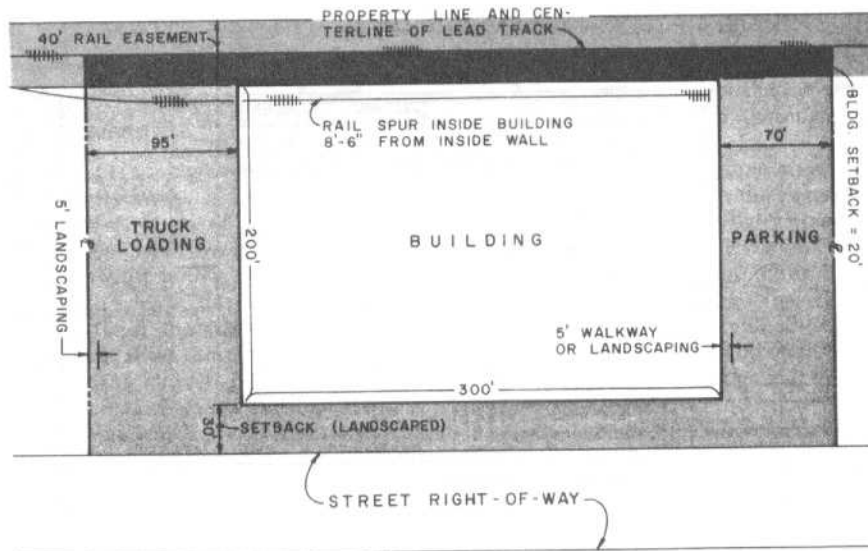 PROPERTY LINE AND CEN-
TERLINE OF LEAD TRACK
40' RAIL EASEMENT
RAIL SPUR INSIDE BUILDING
8'-6" FROM INSIDE WALL
95'
70'
BLDG. SETBACK = 20'
5' LANDSCAPING
TRUCK
LOADING
200'
BUILDING
PARKING
5' WALKWAY
OR LANDSCAPING
300'
30'
SETBACK (LANDSCAPED)
STREET RIGHT-OF-WAY